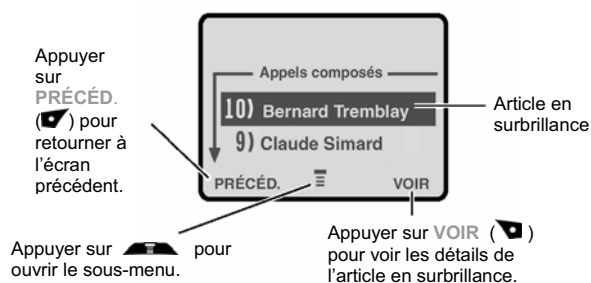 Appuyer
sur
PRÉCÉD.
( ) pour
retourner à
l'écran
précédent.
Appels composés
10) Bernard Tremblay
9) Claude Simard
PRÉCÉD.
VOIR
Article en
surbrillance
Appuyer sur pour
ouvrir le sous-menu.
Appuyer sur VOIR ( )
pour voir les détails de
l'article en surbrillance.